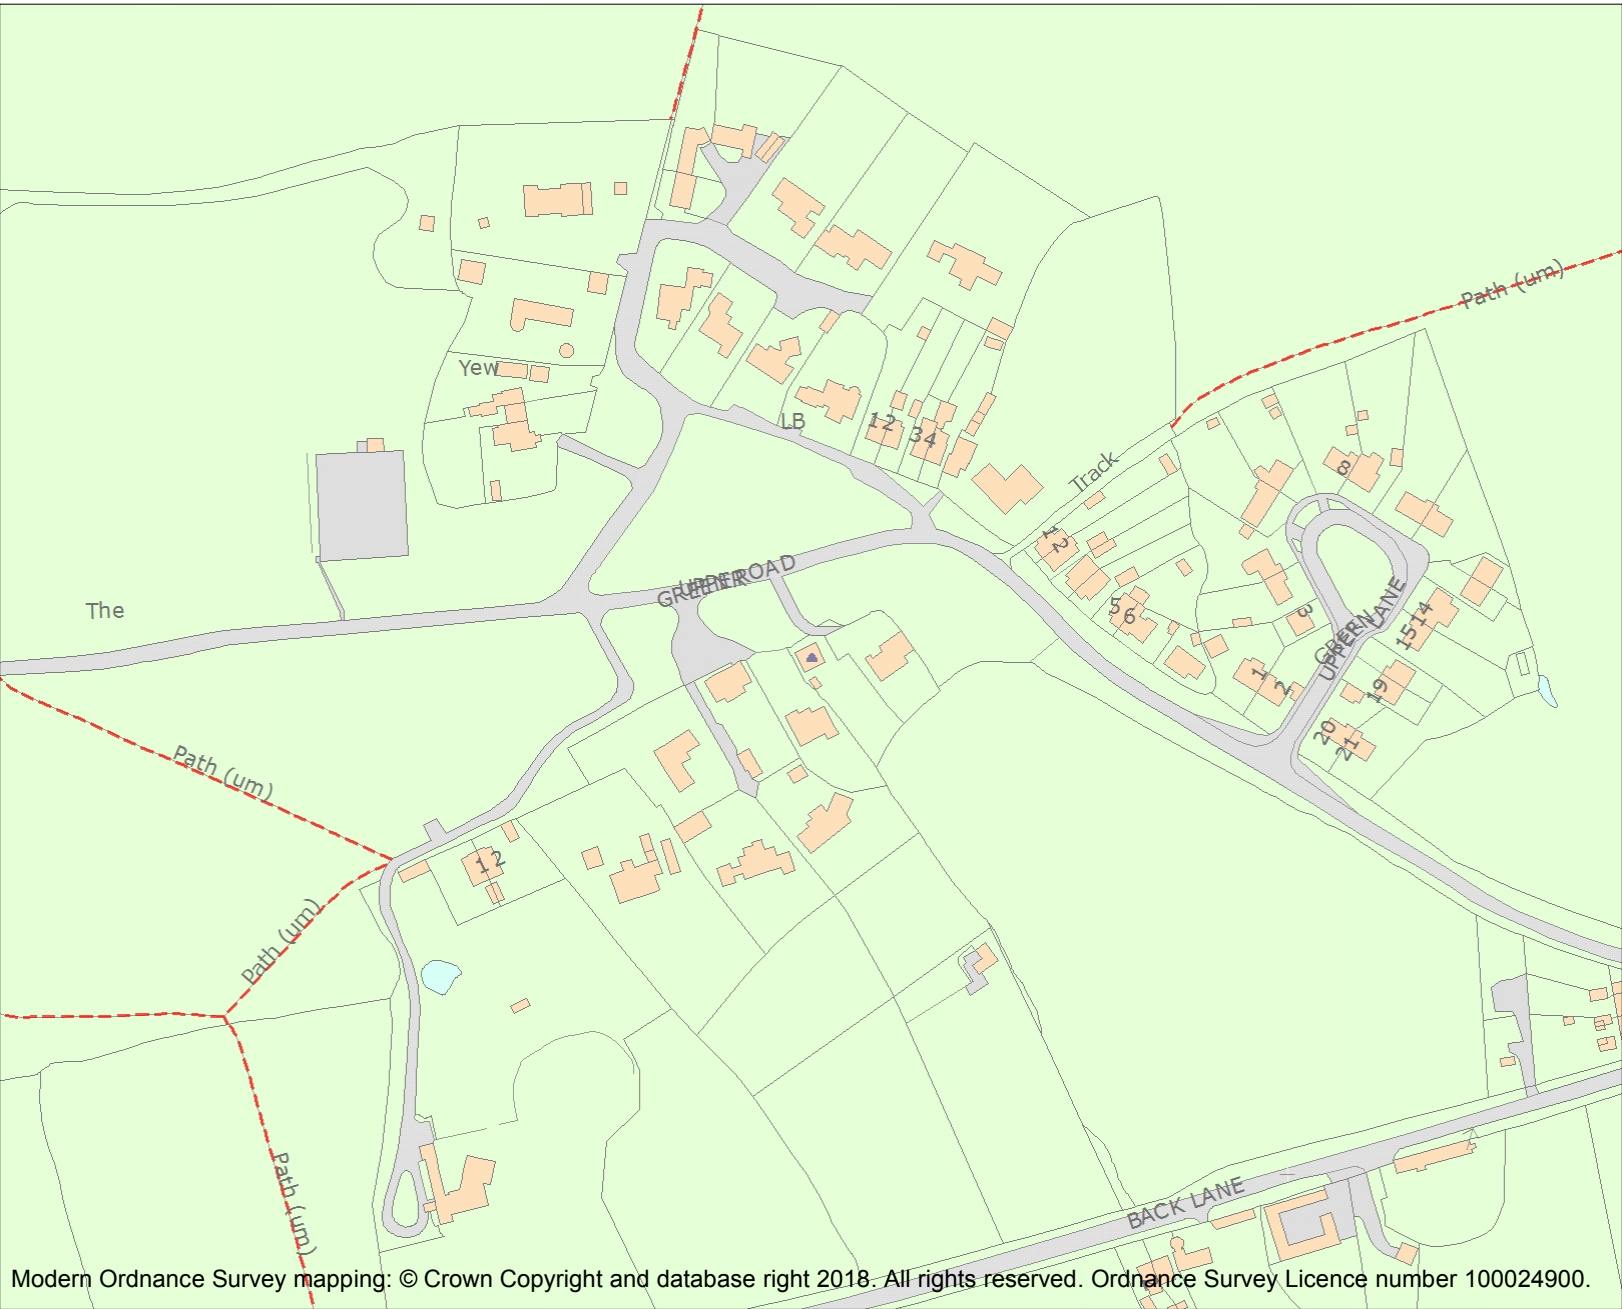 Path (um)
Yew
LB
1 2
3 4
Track
1 2
8
5 6
UPPER
GREEN ROAD
The
3
GREEN LANE
UPPER
14
15
1 2
19
20
21
Path (um)
1 2
Path (um)
Path (um)
BACK LANE
Modern Ordnance Survey mapping: © Crown Copyright and database right 2018. All rights reserved. Ordnance Survey Licence number 100024900.